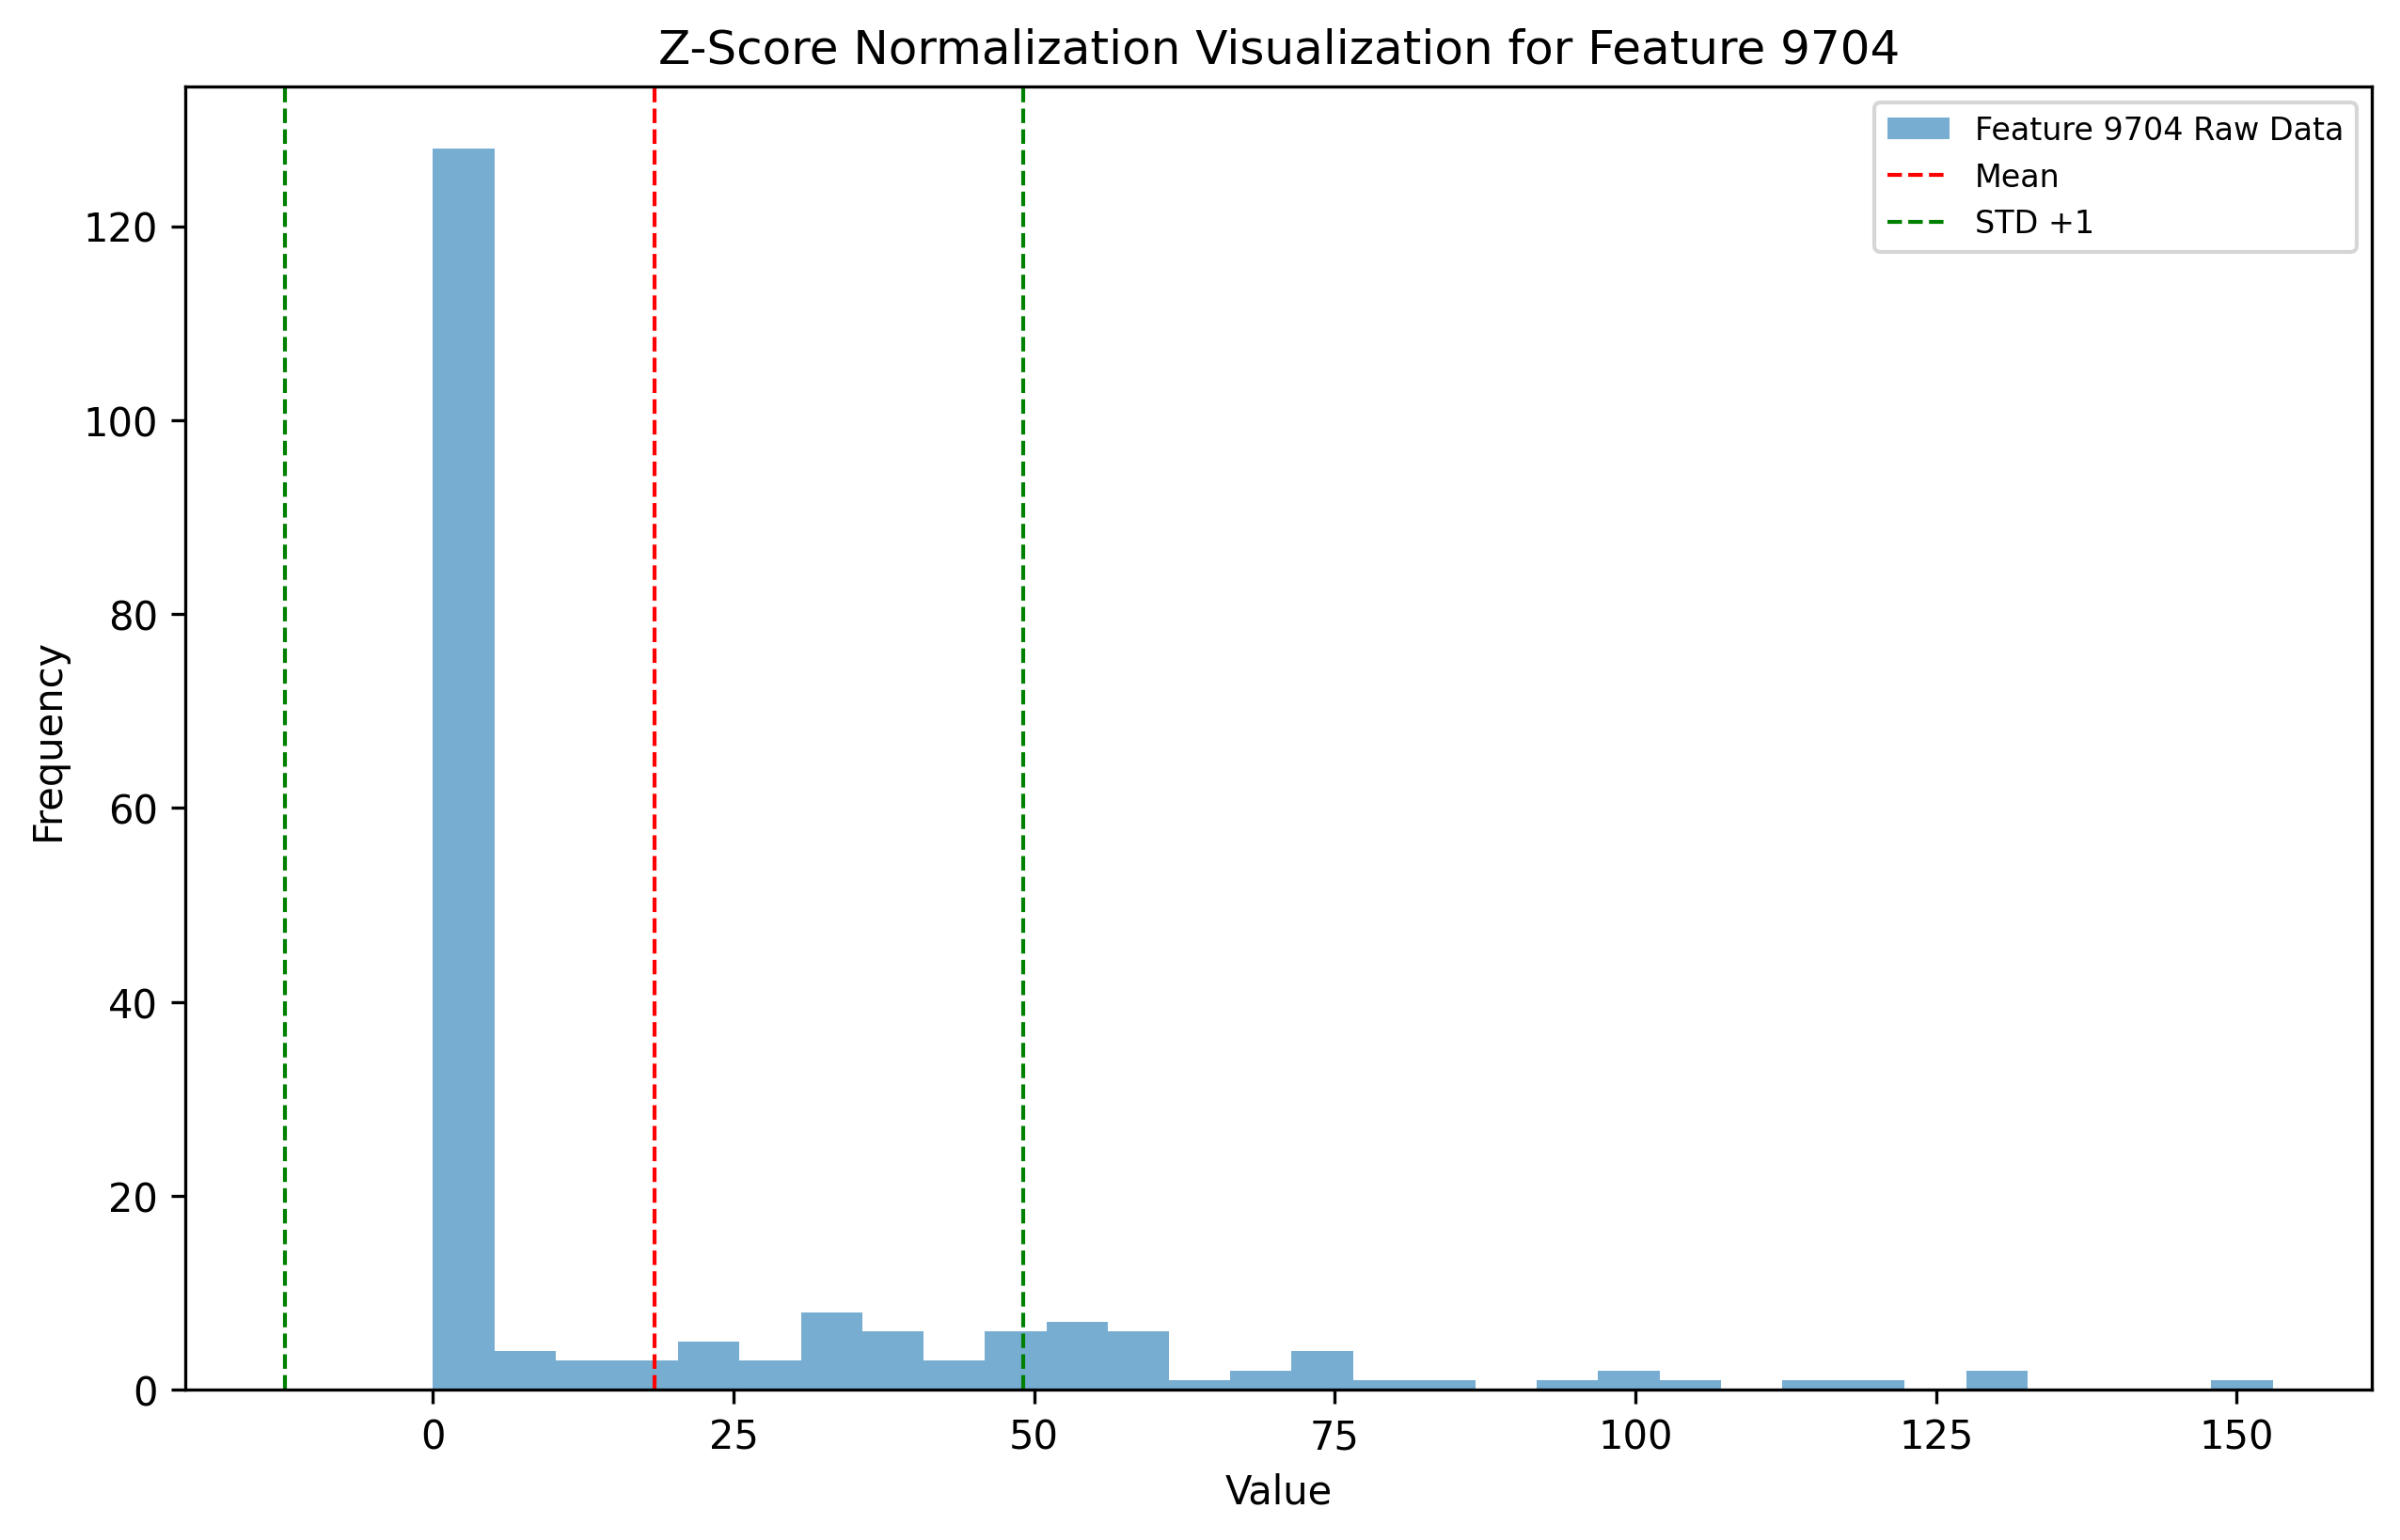 Z-Score Normalization Visualization for Feature 9704
Feature 9704 Raw Data
Mean
STD +1
120
100
80
60
40
20
0
Frequency
0 25 50 75 100 125 150
Value